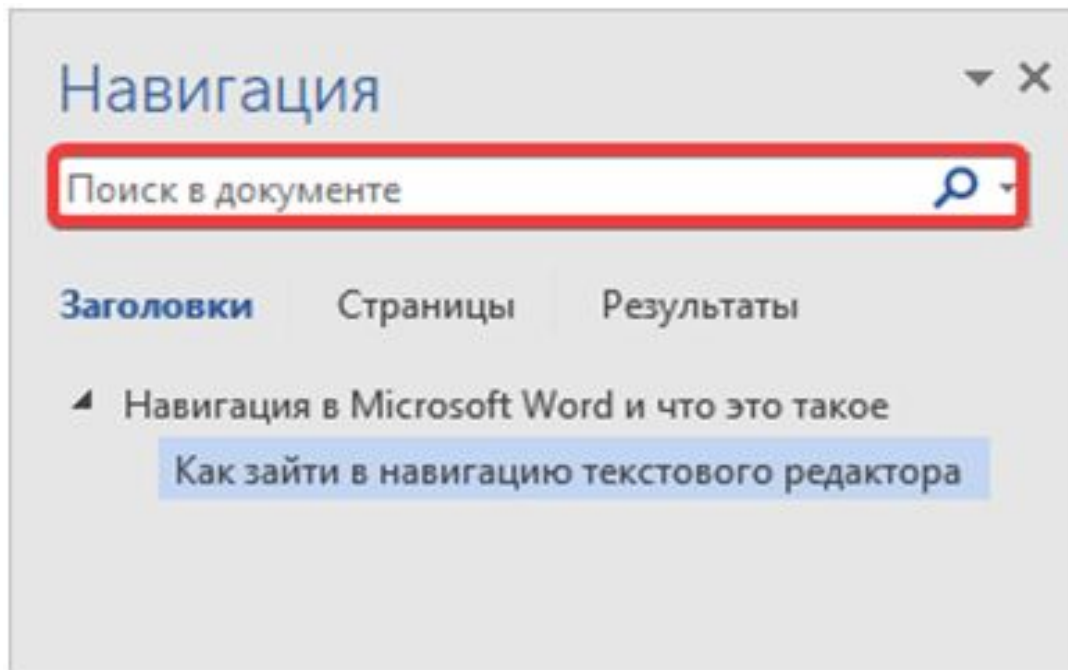 Навигация
Поиск в документе
Заголовки Страницы Результаты
Навигация в Microsoft Word и что это такое
Как зайти в навигацию текстового редактора